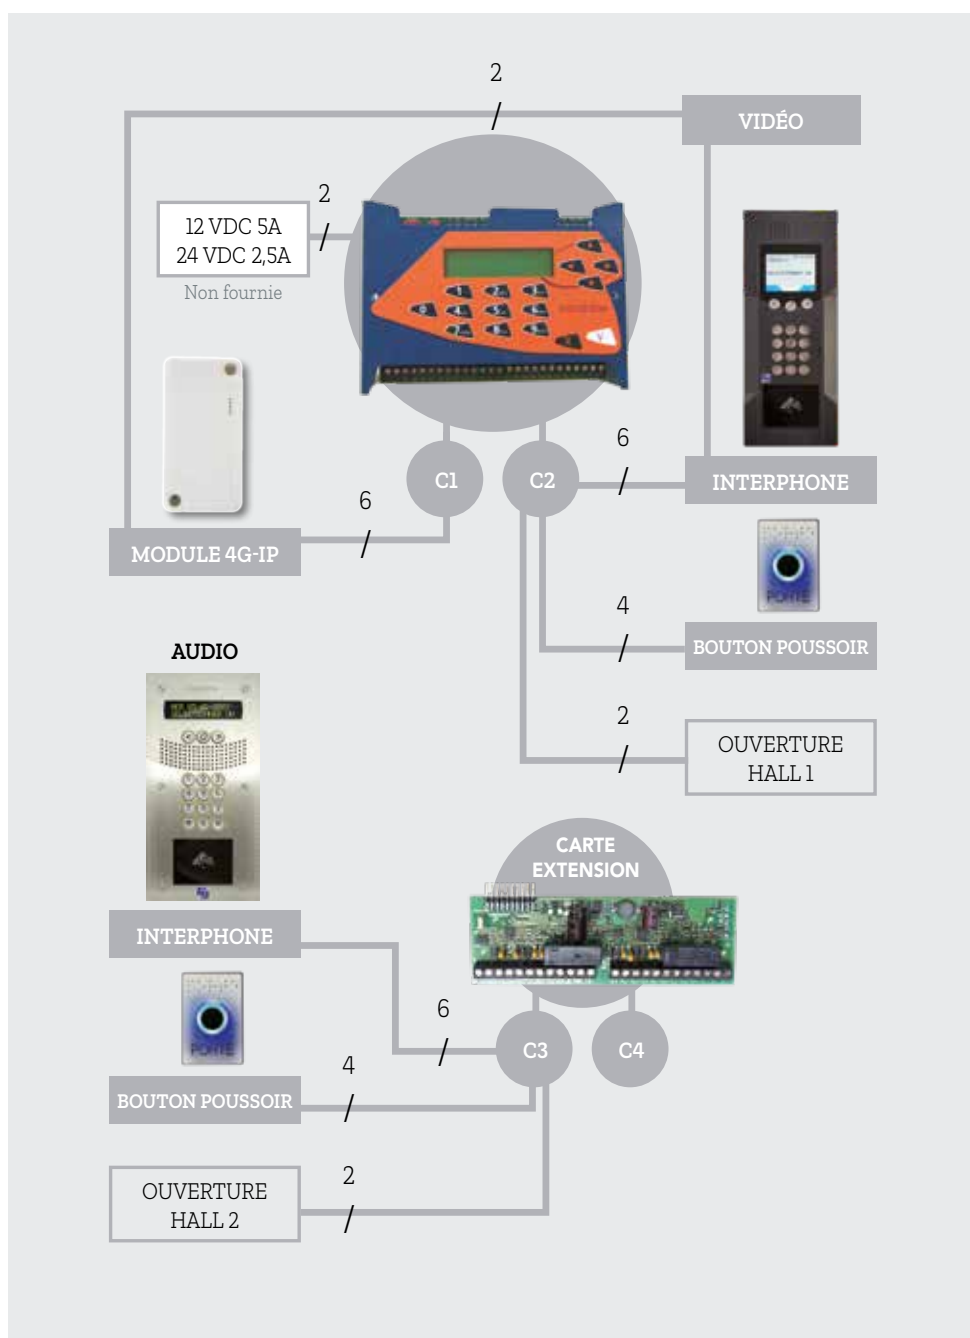 2
VIDÉO
2
12 VDC 5A
24 VDC 2,5A
Non fournie
6
C1
C2
INTERPHONE
6
MODULE 4G-IP
PORTE
4
BOUTON POUSSOIR
AUDIO
2
OUVERTURE
HALL 1
CARTE
EXTENSION
INTERPHONE
6
C3
C4
PORTE
4
BOUTON POUSSOIR
2
OUVERTURE
HALL 2